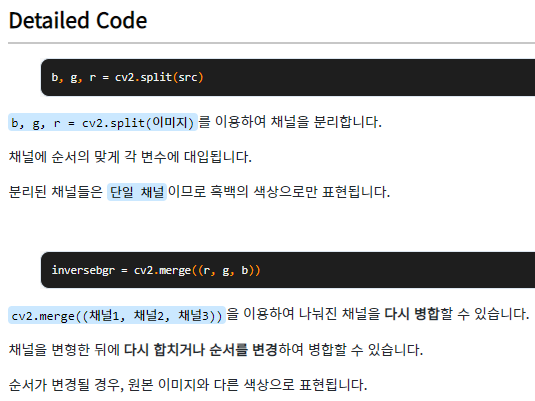 Detailed Code
b, g, r = cv2.split(src)
b, g, r = cv2.split(이미지)를 이용하여 채널을 분리합니다.
채널에 순서의 맞게 각 변수에 대입됩니다.
분리된 채널들은 단일 채널이므로 흑백의 색상으로만 표현됩니다.
inversebgr = cv2.merge((r, g, b))
cv2.merge((채널1, 채널2, 채널3))을 이용하여 나눠진 채널을 다시 병합할 수 있습니다.
채널을 변형한 뒤에 다시 합치거나 순서를 변경하여 병합할 수 있습니다.
순서가 변경될 경우, 원본 이미지와 다른 색상으로 표현됩니다.